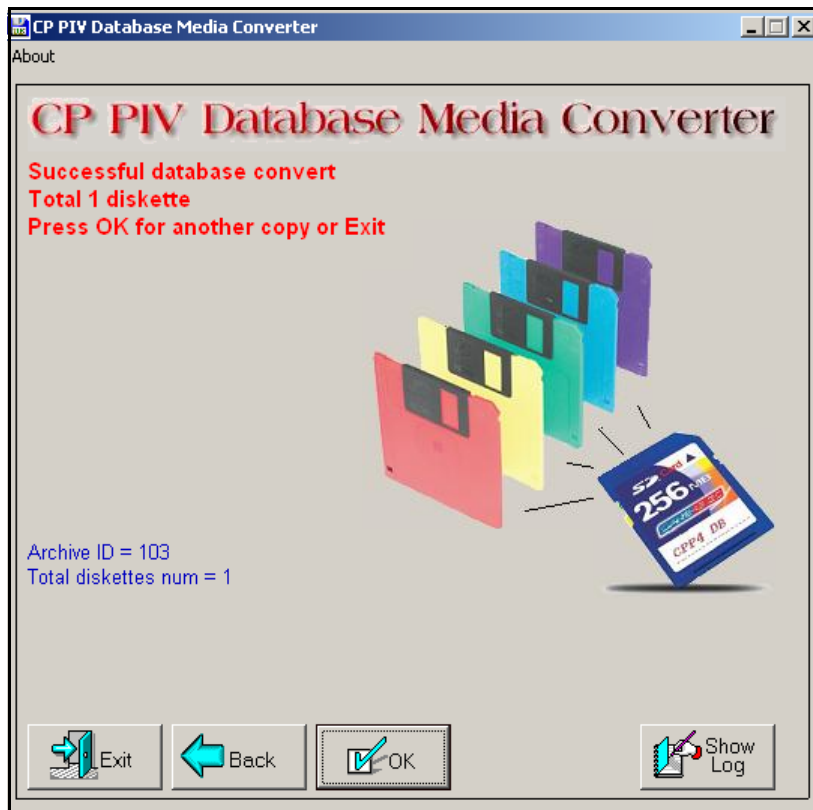 CP PIV Database Media Converter
About
CP PIV Database Media Converter
Successful database convert
Total 1 diskette
Press OK for another copy or Exit
SD Card
256 MB
CPP4 DB
Archive ID = 103
Total diskettes num = 1
Exit
Back
OK
Show
Log